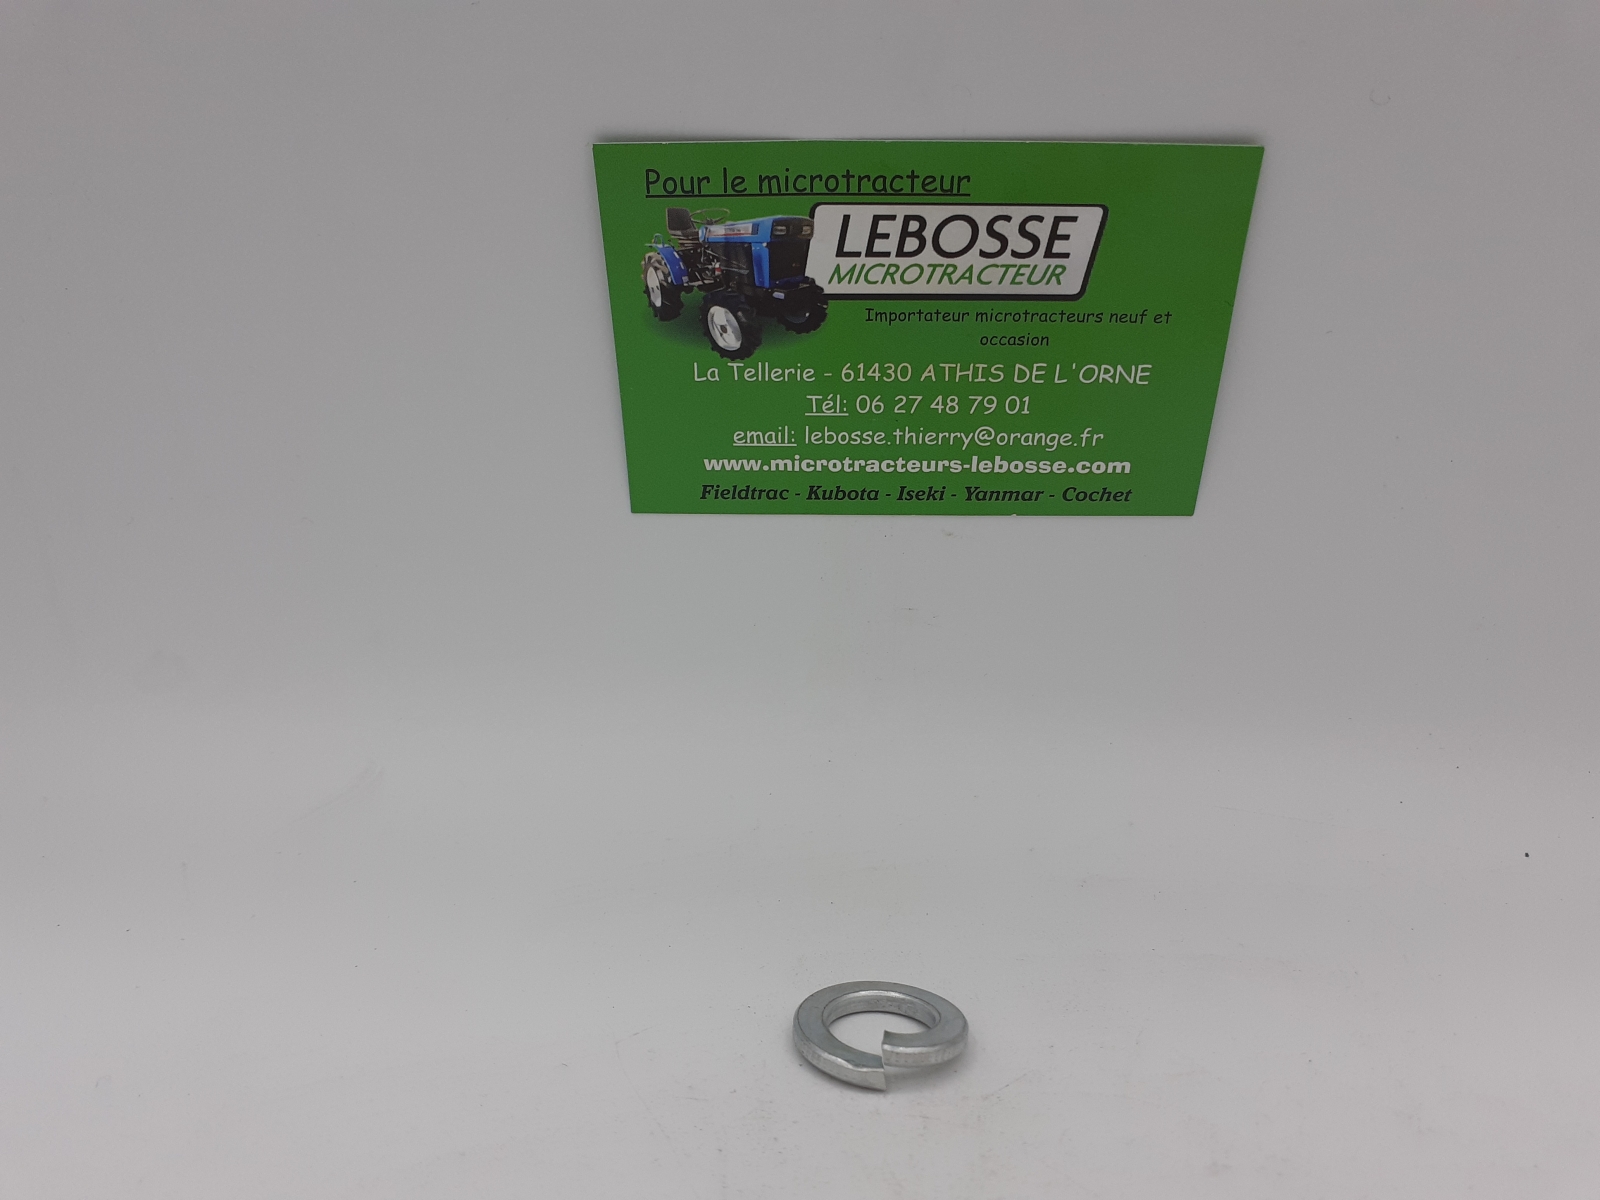 Pour le microtracteur
LEBOSSE
MICROTRACTEUR
Importateur microtracteurs neuf et
occasion
La Tellerie - 61430 ATHIS DE L'ORNE
Tél: 06 27 48 79 01
email: lebosse.thierry@orange.fr
www.microtracteurs-lebosse.com
Fieldtrac - Kubota - Iseki - Yanmar - Cochet